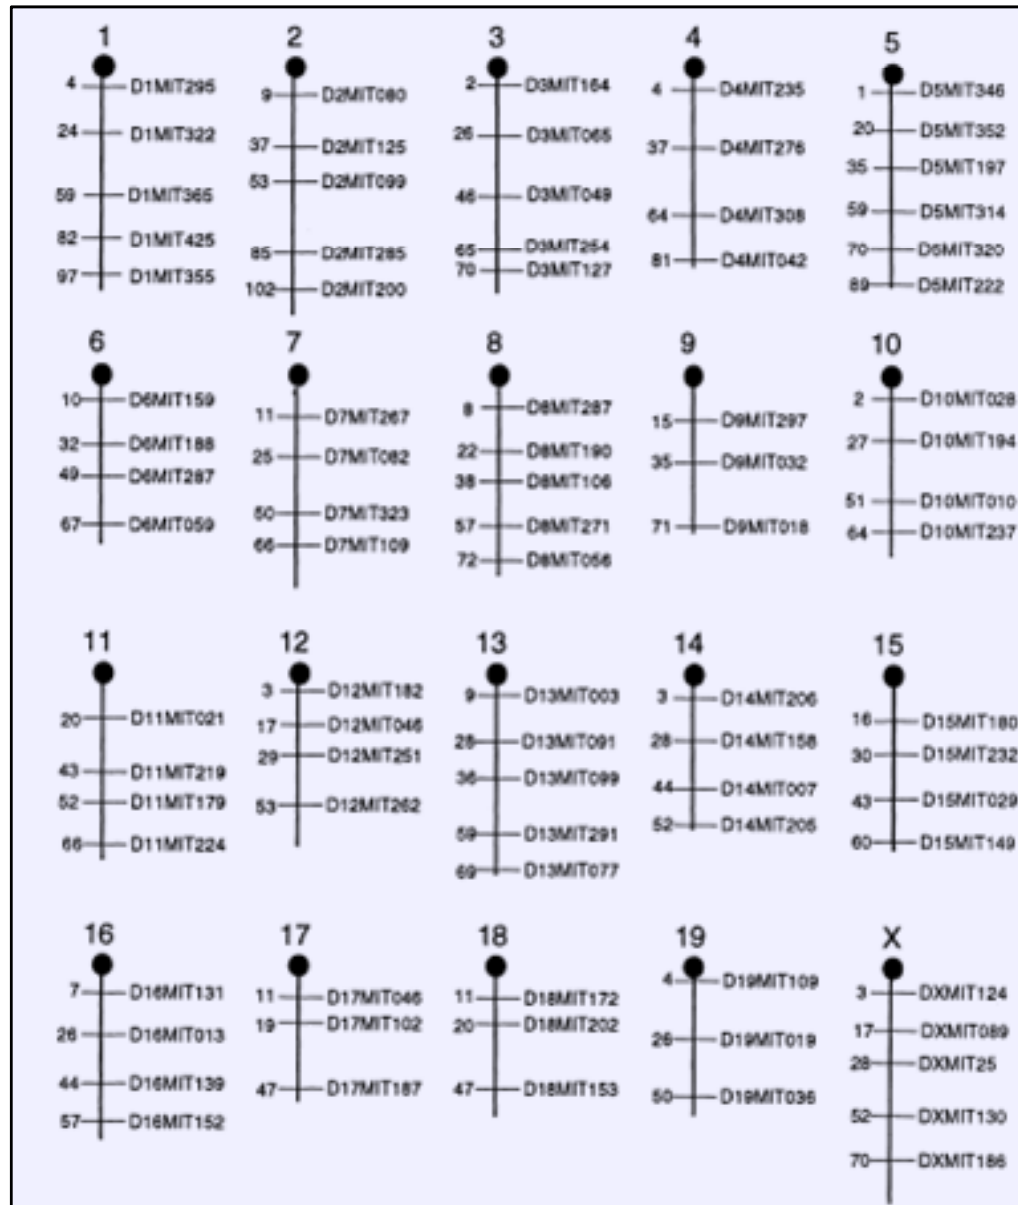 1
4 D1MIT295
24 D1MIT322
59 D1MIT365
82 D1MIT425
97 D1MIT355
2
9 D2MIT080
37 D2MIT125
53 D2MIT099
85 D2MIT285
102 D2MIT200
3
2 D3MIT164
26 D3MIT065
46 D3MIT049
65 D3MIT254
70 D3MIT127
4
4 D4MIT235
37 D4MIT276
64 D4MIT308
81 D4MIT042
5
1 D5MIT346
20 D5MIT352
35 D5MIT197
59 D5MIT314
70 D5MIT320
89 D5MIT222
6
10 D6MIT159
32 D6MIT188
49 D6MIT287
67 D6MIT059
7
11 D7MIT267
25 D7MIT082
50 D7MIT323
66 D7MIT109
8
8 D8MIT287
22 D8MIT190
38 D8MIT106
57 D8MIT271
72 D8MIT056
9
15 D9MIT297
35 D9MIT032
71 D9MIT018
10
2 D10MIT028
27 D10MIT194
51 D10MIT010
64 D10MIT237
11
20 D11MIT021
43 D11MIT219
52 D11MIT179
66 D11MIT224
12
3 D12MIT182
17 D12MIT046
29 D12MIT251
53 D12MIT262
13
9 D13MIT003
28 D13MIT091
36 D13MIT099
59 D13MIT291
69 D13MIT077
14
3 D14MIT206
28 D14MIT158
44 D14MIT007
52 D14MIT205
15
16 D15MIT180
30 D15MIT232
43 D15MIT029
60 D15MIT149
16
7 D16MIT131
26 D16MIT013
44 D16MIT139
57 D16MIT152
17
11 D17MIT046
19 D17MIT102
47 D17MIT187
18
11 D18MIT172
20 D18MIT202
47 D18MIT153
19
4 D19MIT109
26 D19MIT019
50 D19MIT036
X
3 DXMIT124
17 DXMIT089
28 DXMIT25
52 DXMIT130
70 DXMIT186